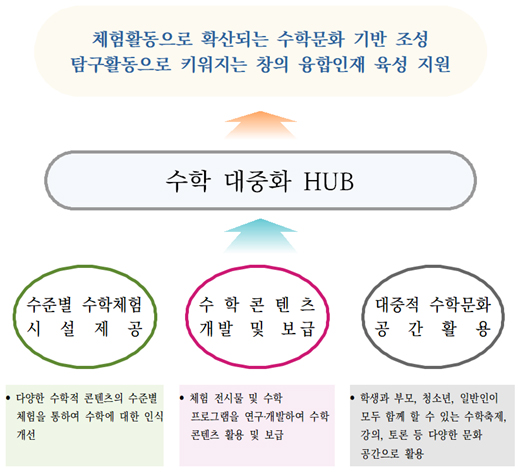 체험활동으로 확산되는 수학문화 기반 조성
탐구활동으로 키워지는 창의 융합인재 육성 지원
수학 대중화 HUB
수준별 수학체험
시 설 제 공
수 학 콘 텐 츠
개발 및 보급
대중적 수학문화
공 간 활 용
• 다양한 수학적 콘텐츠의 수준별
체험을 통하여 수학에 대한 인식
개선
• 체험 전시물 및 수학
프로그램을 연구·개발하여 수학
콘텐츠 활용 및 보급
• 학생과 부모, 청소년, 일반인이
모두 함께 할 수 있는 수학축제,
강의, 토론 등 다양한 문화
공간으로 활용